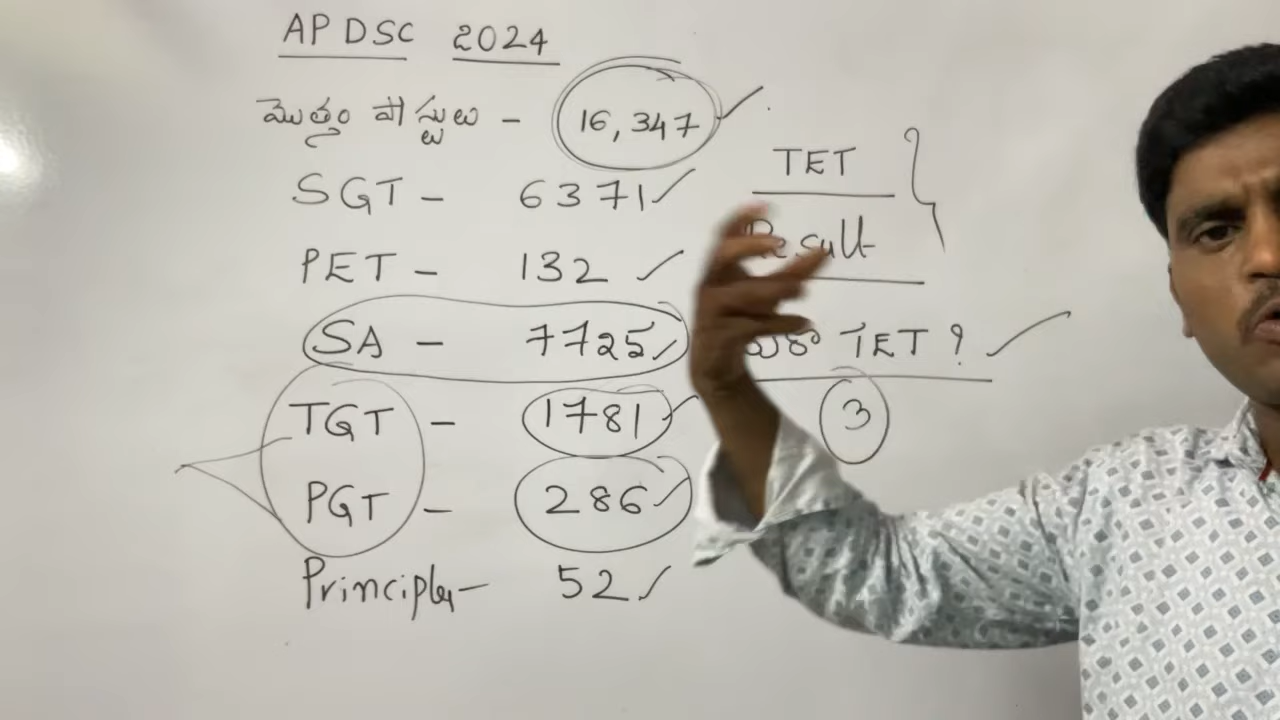 AP DSC 2024
మొత్తం పోస్టులు - 16,347
SGT - 6371
PET - 132
SA - 7725
TGT - 1781
PGT - 286
Principles - 52
TET
Result
TET ?
3